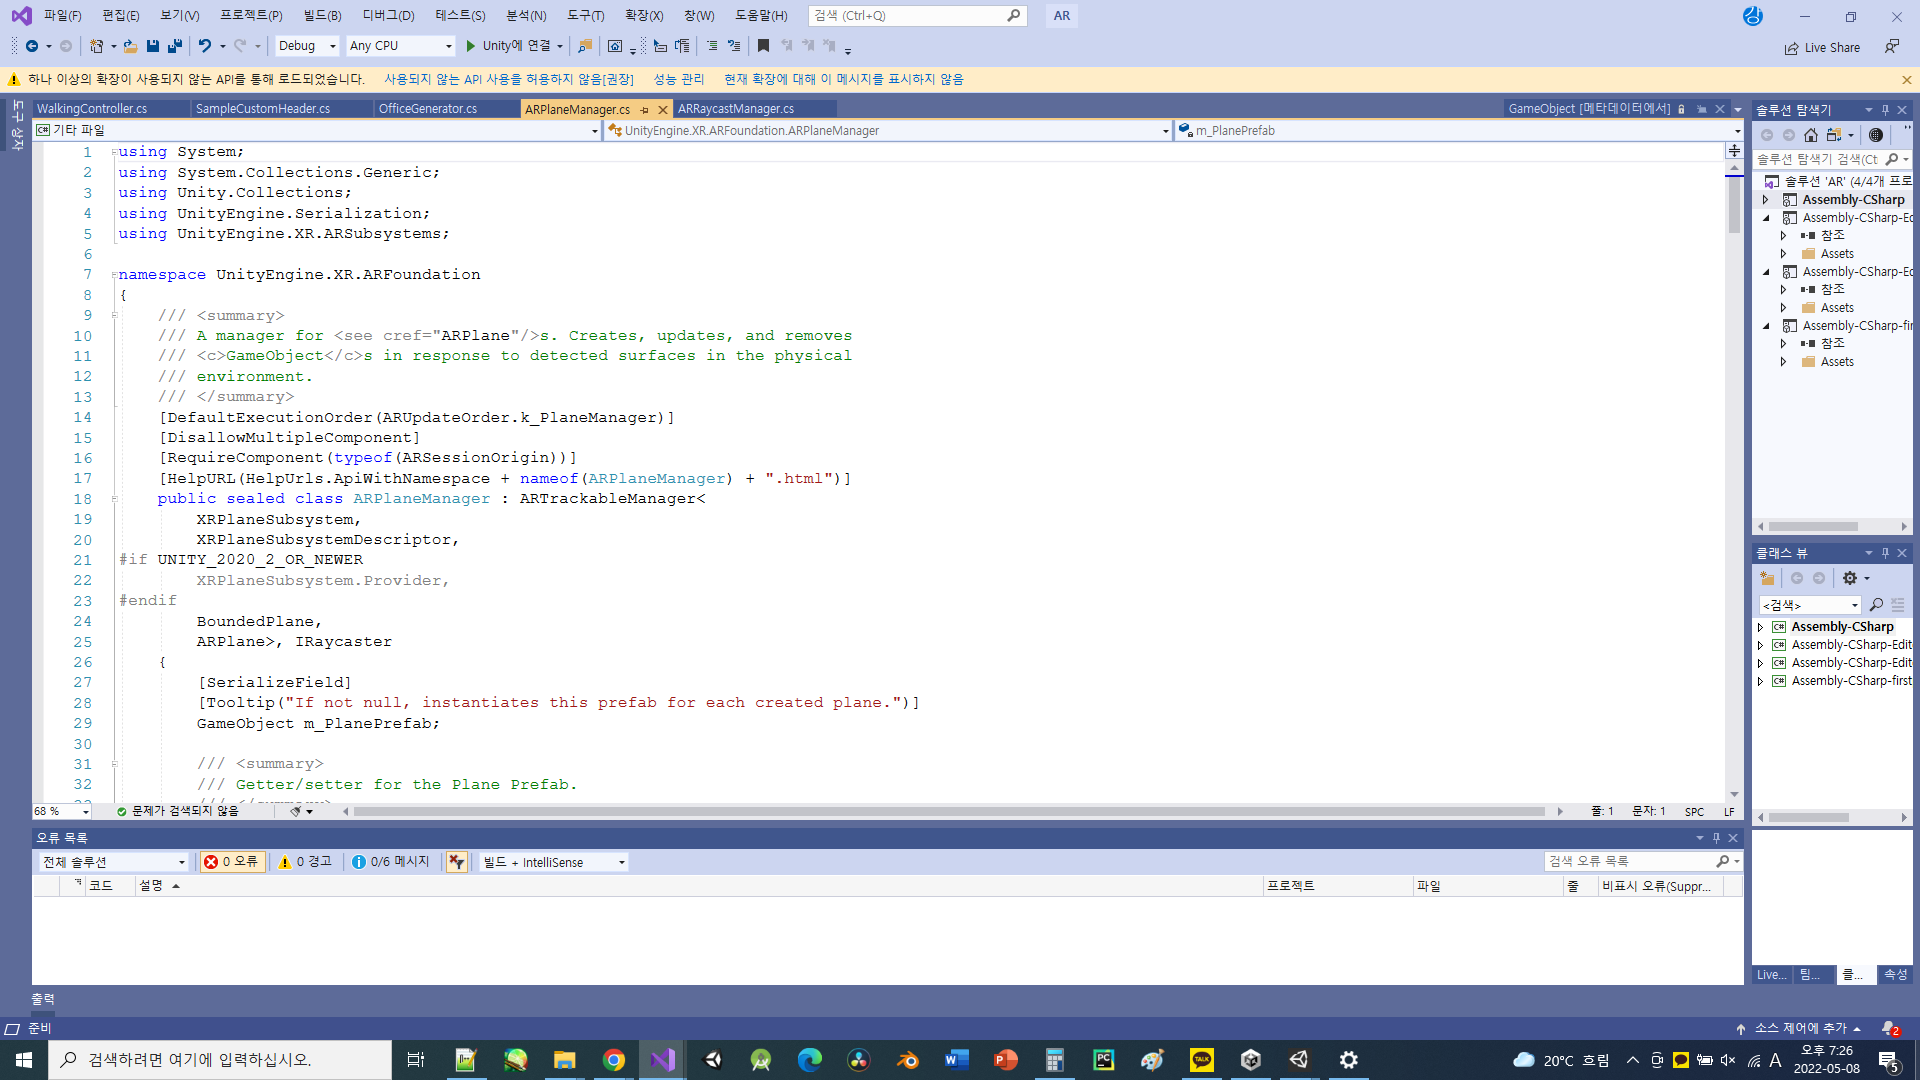 파일(F) 편집(E) 보기(V) 프로젝트(P) 빌드(B) 디버그(D) 테스트(S) 분석(N) 도구(T) 확장(X) 창(W) 도움말(H) 검색 (Ctrl+Q) AR
Debug Any CPU Unity에 연결 Live Share
하나 이상의 확장이 사용되지 않는 API를 통해 로드되었습니다. 사용되지 않는 API 사용을 허용하지 않음[권장] 성능 관리 현재 확장에 대해 이 메시지를 표시하지 않음
도구 상자
WalkingController.cs SampleCustomHeader.cs OfficeGenerator.cs ARPlaneManager.cs ARRaycastManager.cs GameObject [메타데이터에서]
기타 파일 UnityEngine.XR.ARFoundation.ARPlaneManager m_PlanePrefab
1 using System;
2 using System.Collections.Generic;
3 using Unity.Collections;
4 using UnityEngine.Serialization;
5 using UnityEngine.XR.ARSubsystems;
6
7 namespace UnityEngine.XR.ARFoundation
8 {
9 /// <summary>
10 /// A manager for <see cref="ARPlane"/>s. Creates, updates, and removes
11 /// <c>GameObject</c>s in response to detected surfaces in the physical
12 /// environment.
13 /// </summary>
14 [DefaultExecutionOrder(ARUpdateOrder.k_PlaneManager)]
15 [DisallowMultipleComponent]
16 [RequireComponent(typeof(ARSessionOrigin))]
17 [HelpURL(HelpUrls.ApiWithNamespace + nameof(ARPlaneManager) + ".html")]
18 public sealed class ARPlaneManager : ARTrackableManager<
19 XRPlaneSubsystem,
20 XRPlaneSubsystemDescriptor,
21 #if UNITY_2020_2_OR_NEWER
22 XRPlaneSubsystem.Provider,
23 #endif
24 BoundedPlane,
25 ARPlane>, IRaycaster
26 {
27 [SerializeField]
28 [Tooltip("If not null, instantiates this prefab for each created plane.")]
29 GameObject m_PlanePrefab;
30
31 /// <summary>
32 /// Getter/setter for the Plane Prefab.
68 % 문제가 검색되지 않음 줄: 1 문자: 1 SPC LF
솔루션 탐색기
솔루션 탐색기 검색(Ct
솔루션 'AR' (4/4개 프로
Assembly-CSharp
Assembly-CSharp-Ed
참조
Assets
Assembly-CSharp-Ed
참조
Assets
Assembly-CSharp-fir
참조
Assets
클래스 뷰
<검색>
Assembly-CSharp
Assembly-CSharp-Edit
Assembly-CSharp-Edit
Assembly-CSharp-first
Live... 팀... 클... 속성
오류 목록
전체 솔루션 0 오류 0 경고 0/6 메시지 빌드 + IntelliSense 검색 오류 목록
코드 설명 프로젝트 파일 줄 비표시 오류(Suppr...
출력
준비 소스 제어에 추가 2
검색하려면 여기에 입력하십시오. 20°C 흐림 A 오후 7:26
2022-05-08 5